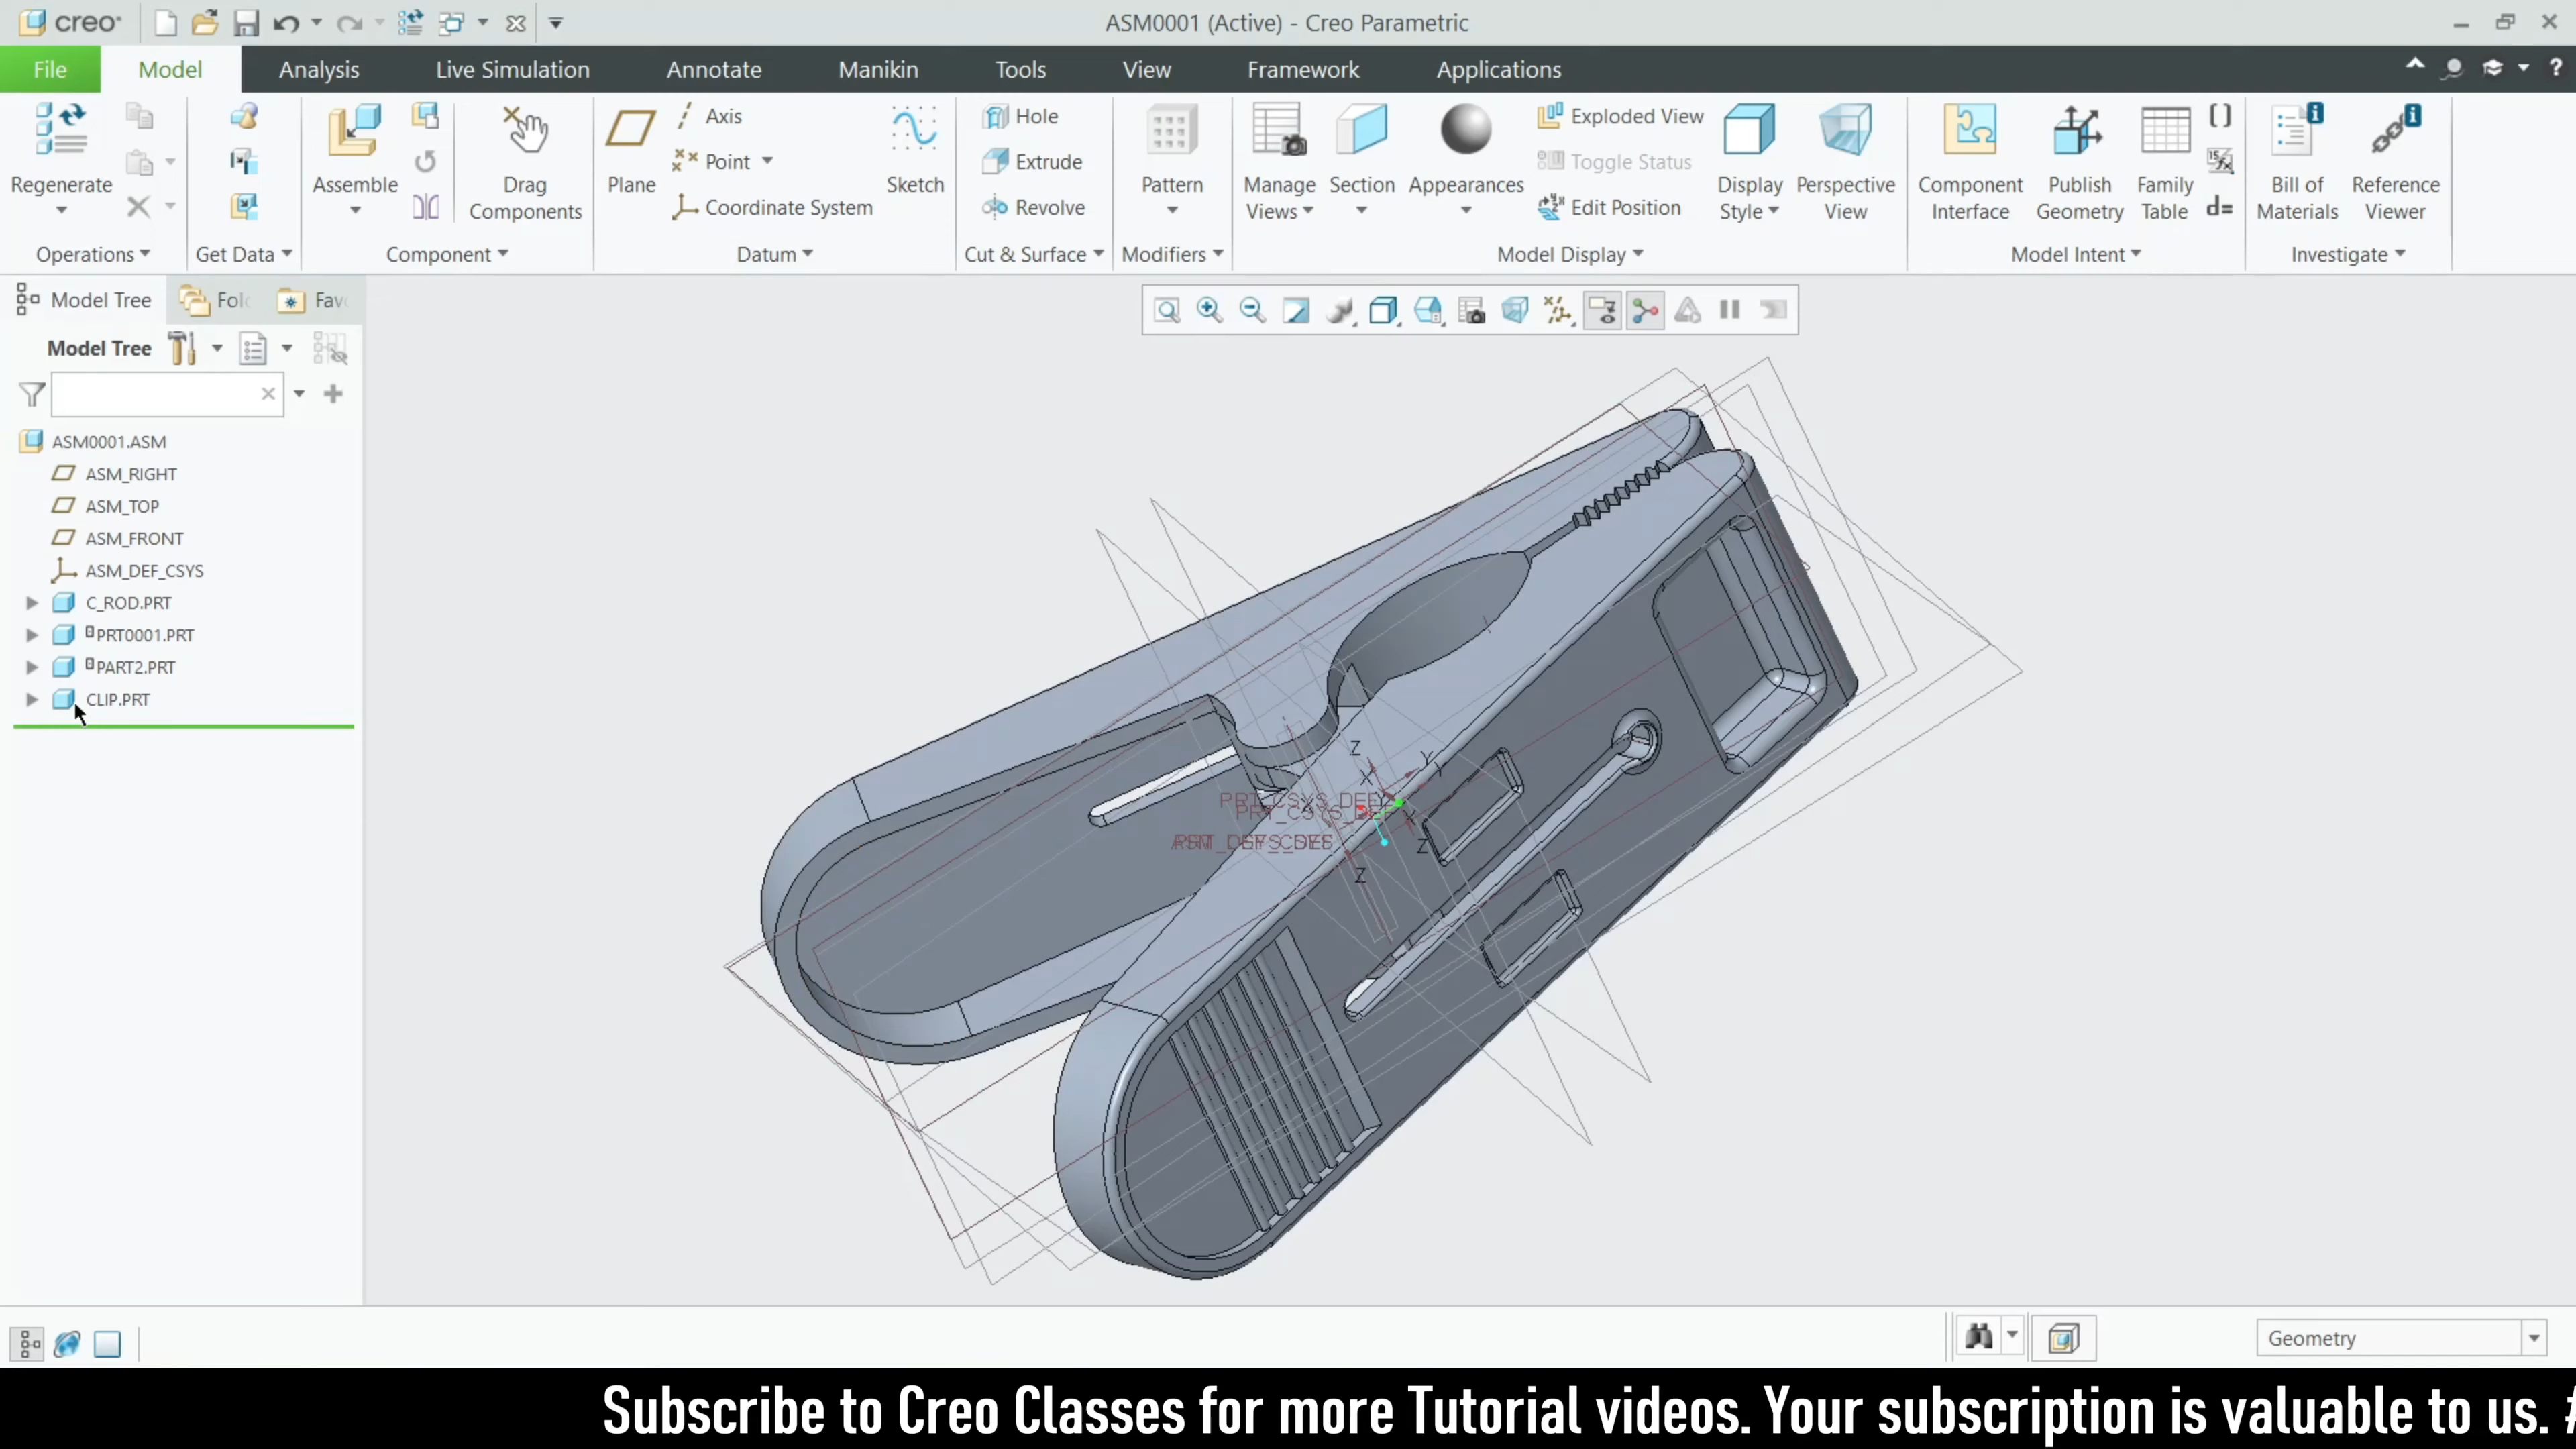 creo
ASM0001 (Active) - Creo Parametric
File
Model
Analysis
Live Simulation
Annotate
Manikin
Tools
View
Framework
Applications
Regenerate
Assemble
Drag
Components
Plane
Axis
Point
Coordinate System
Sketch
Hole
Extrude
Revolve
Pattern
Manage
Views
Section
Appearances
Exploded View
Toggle Status
Edit Position
Display
Style
Perspective
View
Component
Interface
Publish
Geometry
Family
Table
d=
Bill of
Materials
Reference
Viewer
Operations
Get Data
Component
Datum
Cut & Surface
Modifiers
Model Display
Model Intent
Investigate
Model Tree
Fol
Fav
Model Tree
ASM0001.ASM
ASM_RIGHT
ASM_TOP
ASM_FRONT
ASM_DEF_CSYS
C_ROD.PRT
PRT0001.PRT
PART2.PRT
CLIP.PRT
Z
X
Y
Y
PRT_CSYS_DEF
PRT_CSYS_DEF
X
Z
Z
Geometry
Subscribe to Creo Classes for more Tutorial videos. Your subscription is valuable to us. #